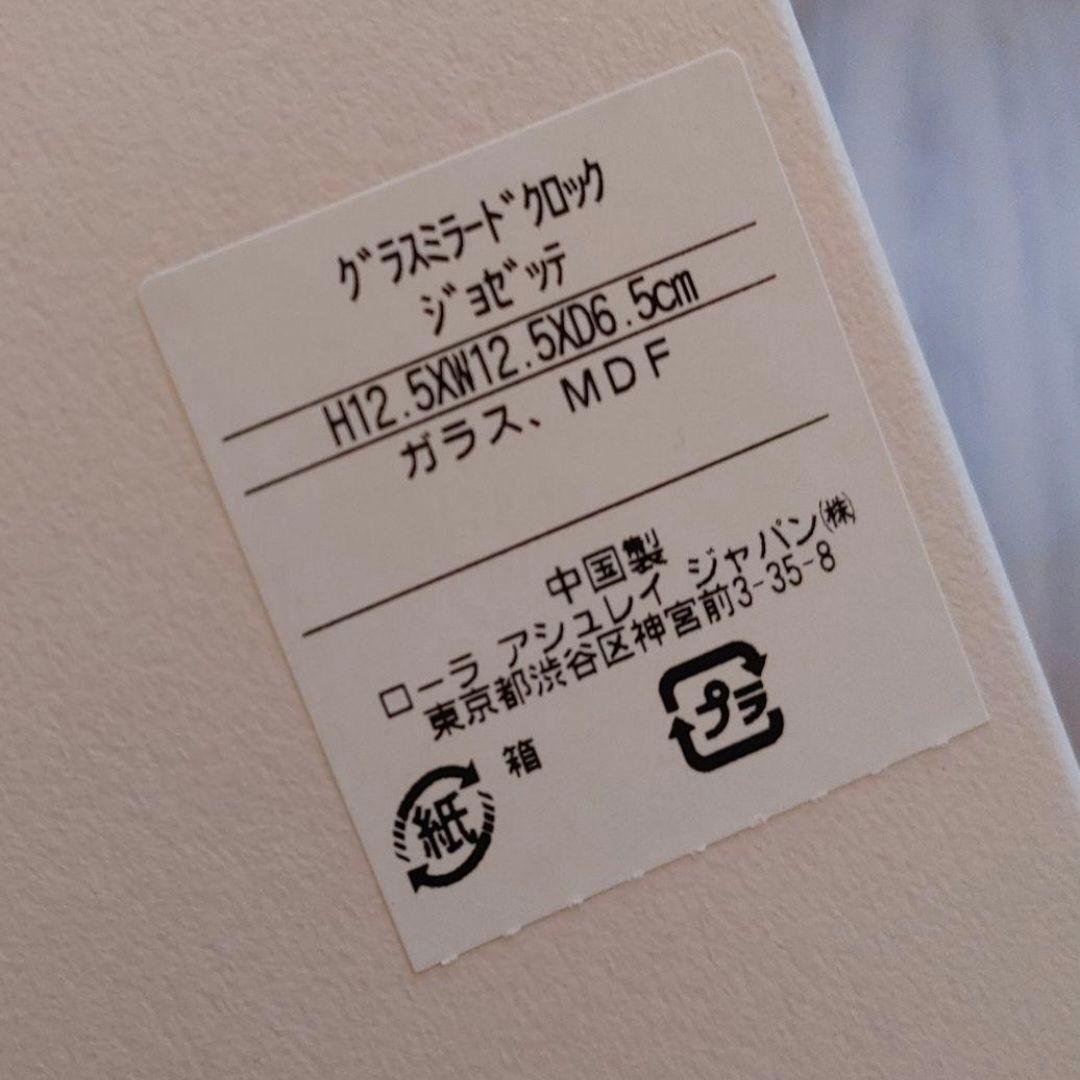 グラスミラードクロック
ジョゼッテ
H12.5XW12.5XD6.5cm
ガラス、MDF
中国製
ローラ アシュレイ ジャパン㈱
東京都渋谷区神宮前3-35-8
箱
紙
プラ